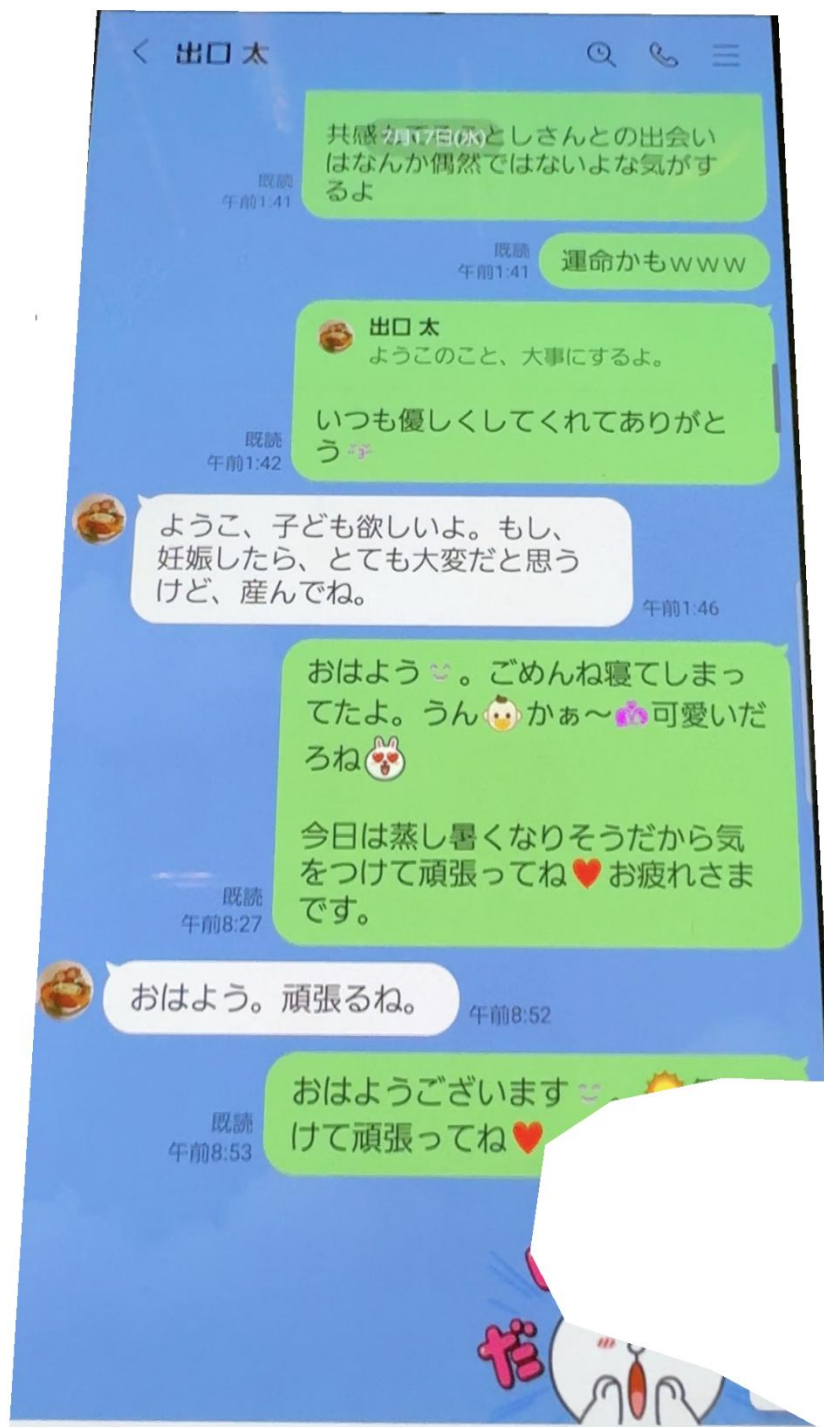 出口 太
7月17日(水)
共感 としさんとの出会い
はなんか偶然ではないよな気がす
るよ
既読
午前1:41
運命かもｗｗｗ
既読
午前1:41
出口 太
ようこのこと、大事にするよ。
いつも優しくしてくれてありがと
う
既読
午前1:42
ようこ、子ども欲しいよ。もし、
妊娠したら、とても大変だと思う
けど、産んでね。
午前1:46
おはよう。ごめんね寝てしまっ
てたよ。うん かぁ〜 可愛いだ
ろね
今日は蒸し暑くなりそうだから気
をつけて頑張ってね♥お疲れさま
です。
既読
午前8:27
おはよう。頑張るね。
午前8:52
おはようございます 。
けて頑張ってね♥
既読
午前8:53
だ